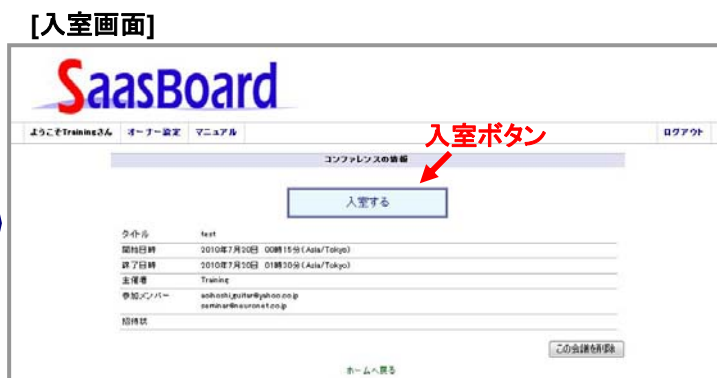 [入室画面]
SaasBoard
ようこそTrainingさん オーナー設定 マニュアル ログアウト
入室ボタン
コンファレンスの情報
入室する
タイトル test
開始日時 2010年7月20日 00時15分(Asia/Tokyo)
終了日時 2010年7月20日 01時30分(Asia/Tokyo)
主催者 Training
参加メンバー
seminar@neuronet.co.jp
招待状
この会議を削除
ホームへ戻る